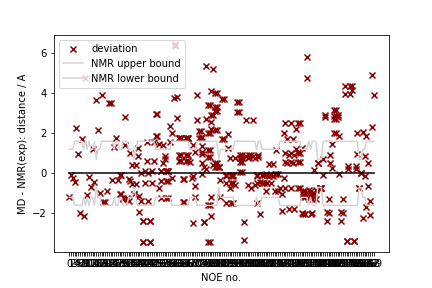 deviation
NMR upper bound
NMR lower bound
MD - NMR(exp): distance / A
6
4
2
0
−2
NOE no.